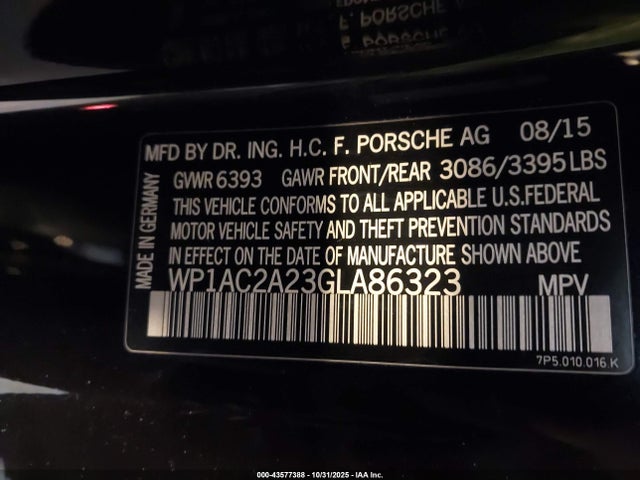 MFD BY DR. ING. H.C. F. PORSCHE AG 08/15
GVWR 6393 GAWR FRONT/REAR 3086/3395 LBS
THIS VEHICLE CONFORMS TO ALL APPLICABLE U.S.FEDERAL
MOTOR VEHICLE SAFETY AND THEFT PREVENTION STANDARDS
IN EFFECT ON THE DATE OF MANUFACTURE SHOWN ABOVE
WP1AC2A23GLA86323 MPV
7P5.010.016 K
MADE IN GERMANY
000-43577388 - 10/31/2025 - IAA Inc.